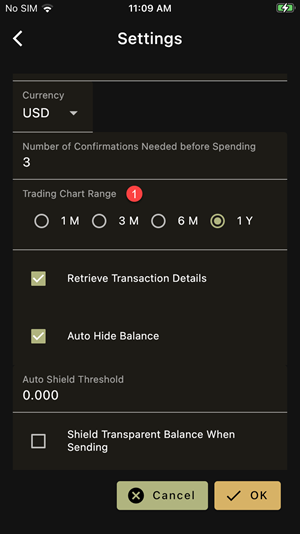 No SIM 11:09 AM
Settings
Currency
USD
Number of Confirmations Needed before Spending
3
Trading Chart Range 1
1 M 3 M 6 M 1 Y
Retrieve Transaction Details
Auto Hide Balance
Auto Shield Threshold
0.000
Shield Transparent Balance When
Sending
Cancel OK